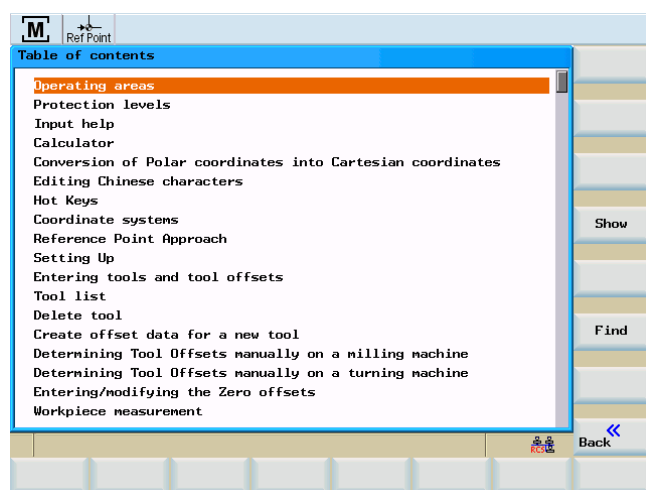 M
Ref Point
Table of contents
Operating areas
Protection levels
Input help
Calculator
Conversion of Polar coordinates into Cartesian coordinates
Editing Chinese characters
Hot Keys
Coordinate systems
Reference Point Approach
Setting Up
Entering tools and tool offsets
Tool list
Delete tool
Create offset data for a new tool
Determining Tool Offsets manually on a milling machine
Determining Tool Offsets manually on a turning machine
Entering/modifying the Zero offsets
Workpiece measurement
Show
Find
Back
RCS